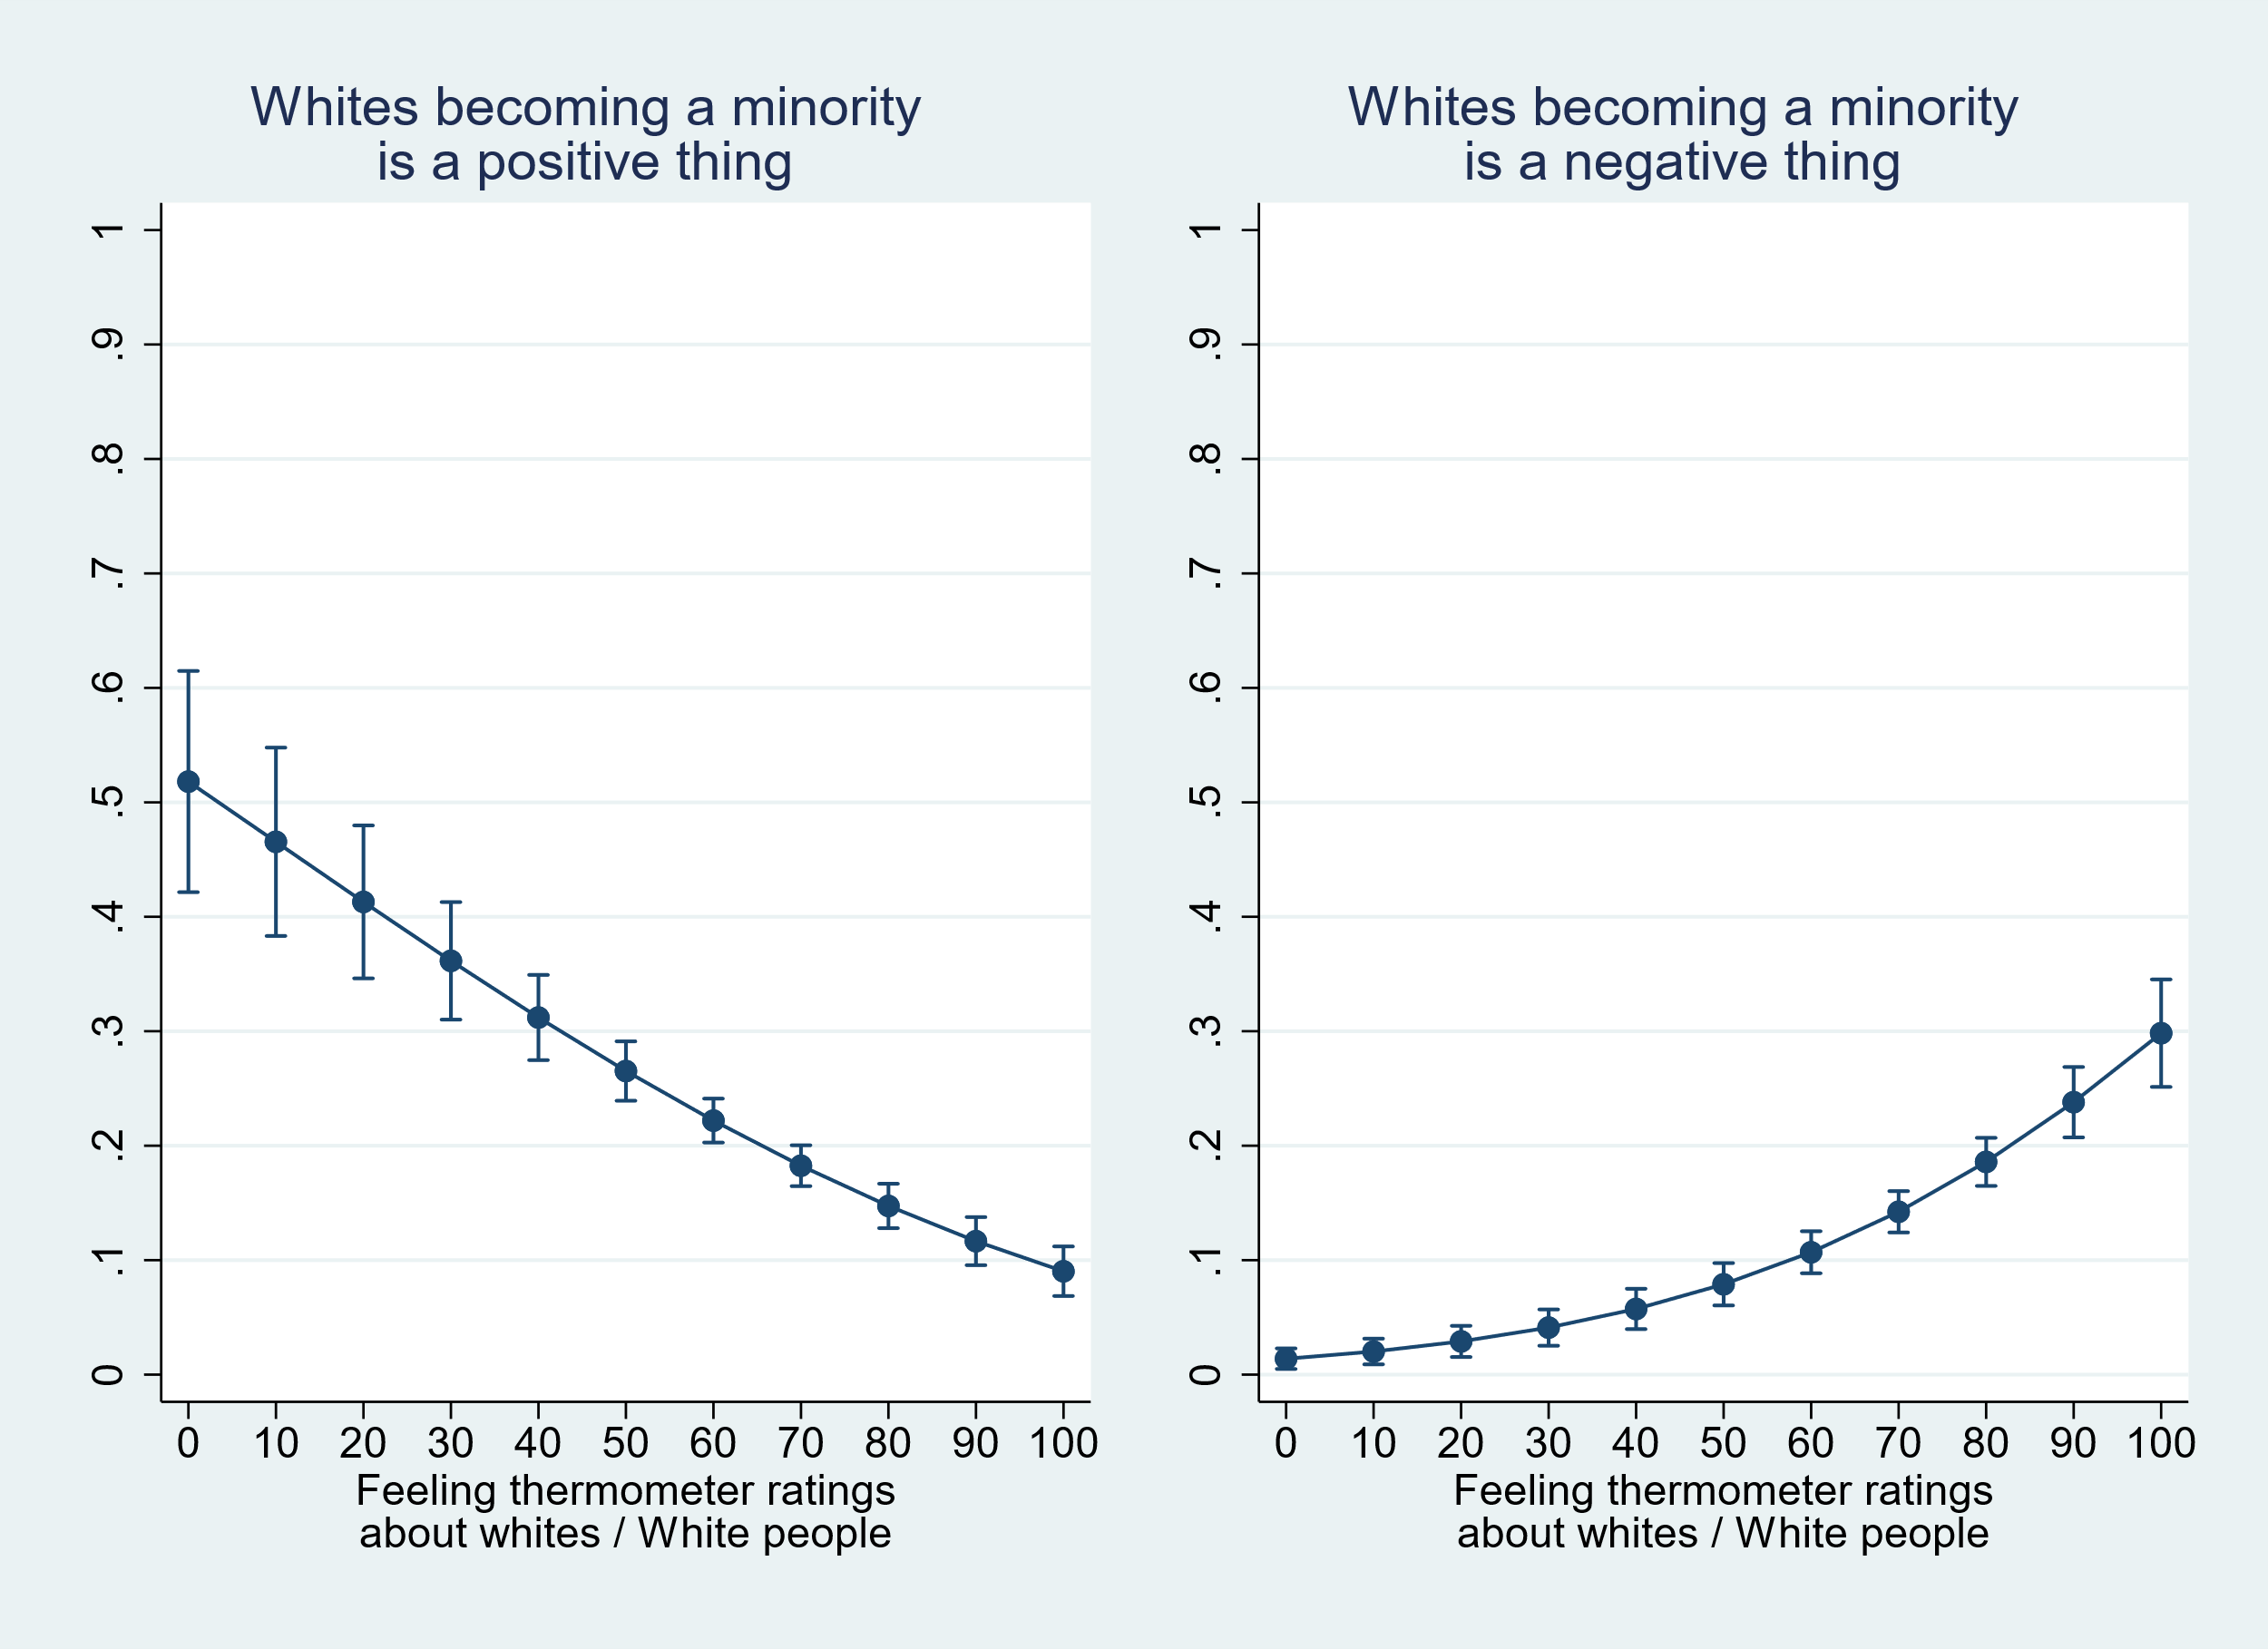 Whites becoming a minority
is a positive thing
1
.9
.8
.7
.6
.5
.4
.3
.2
.1
0
0 10 20 30 40 50 60 70 80 90 100
Feeling thermometer ratings
about whites / White people
Whites becoming a minority
is a negative thing
1
.9
.8
.7
.6
.5
.4
.3
.2
.1
0
0 10 20 30 40 50 60 70 80 90 100
Feeling thermometer ratings
about whites / White people